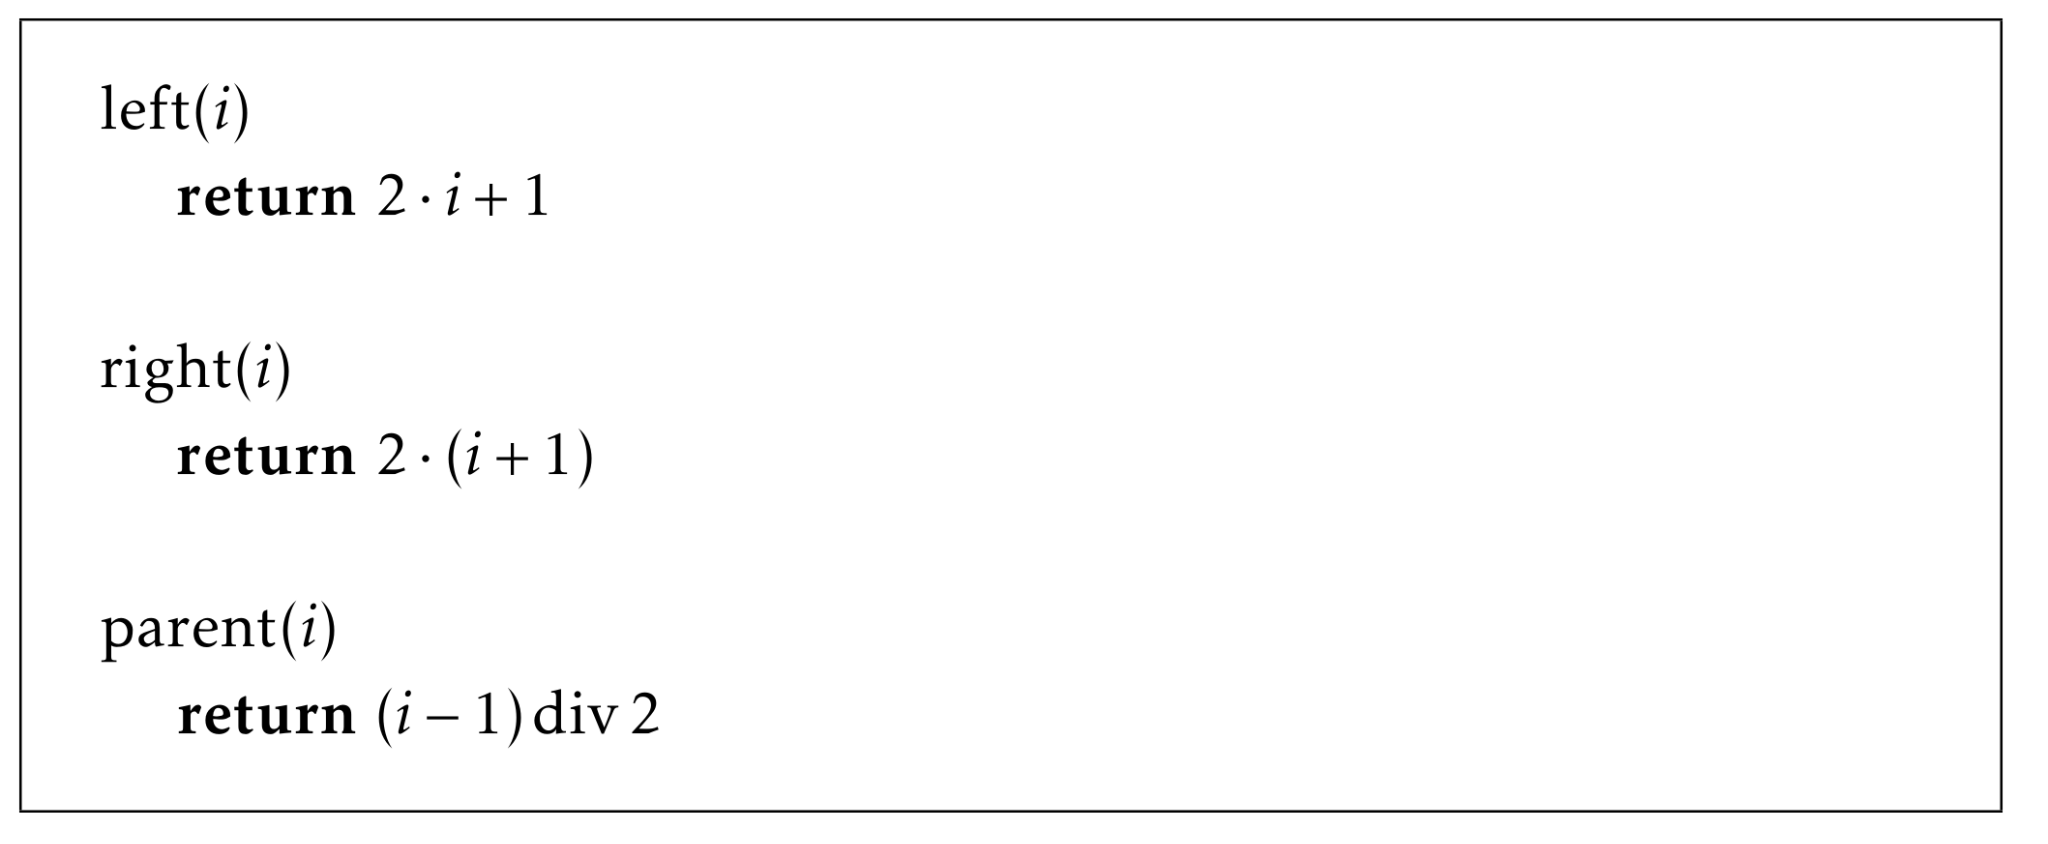 left(i)
return 2 · i + 1
right(i)
return 2 · (i + 1)
parent(i)
return (i − 1) div 2